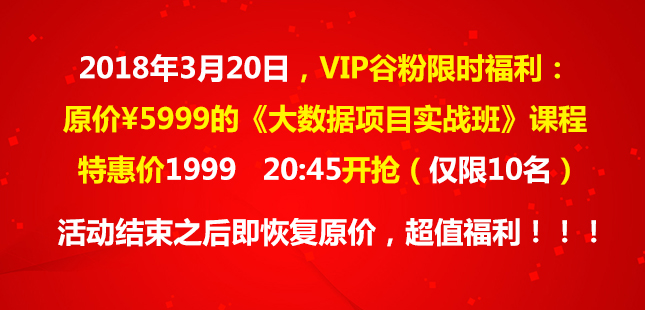 2018年3月20日，VIP谷粉限时福利：
原价¥5999的《大数据项目实战班》课程
特惠价1999 20:45开抢（仅限10名）
活动结束之后即恢复原价，超值福利！！！